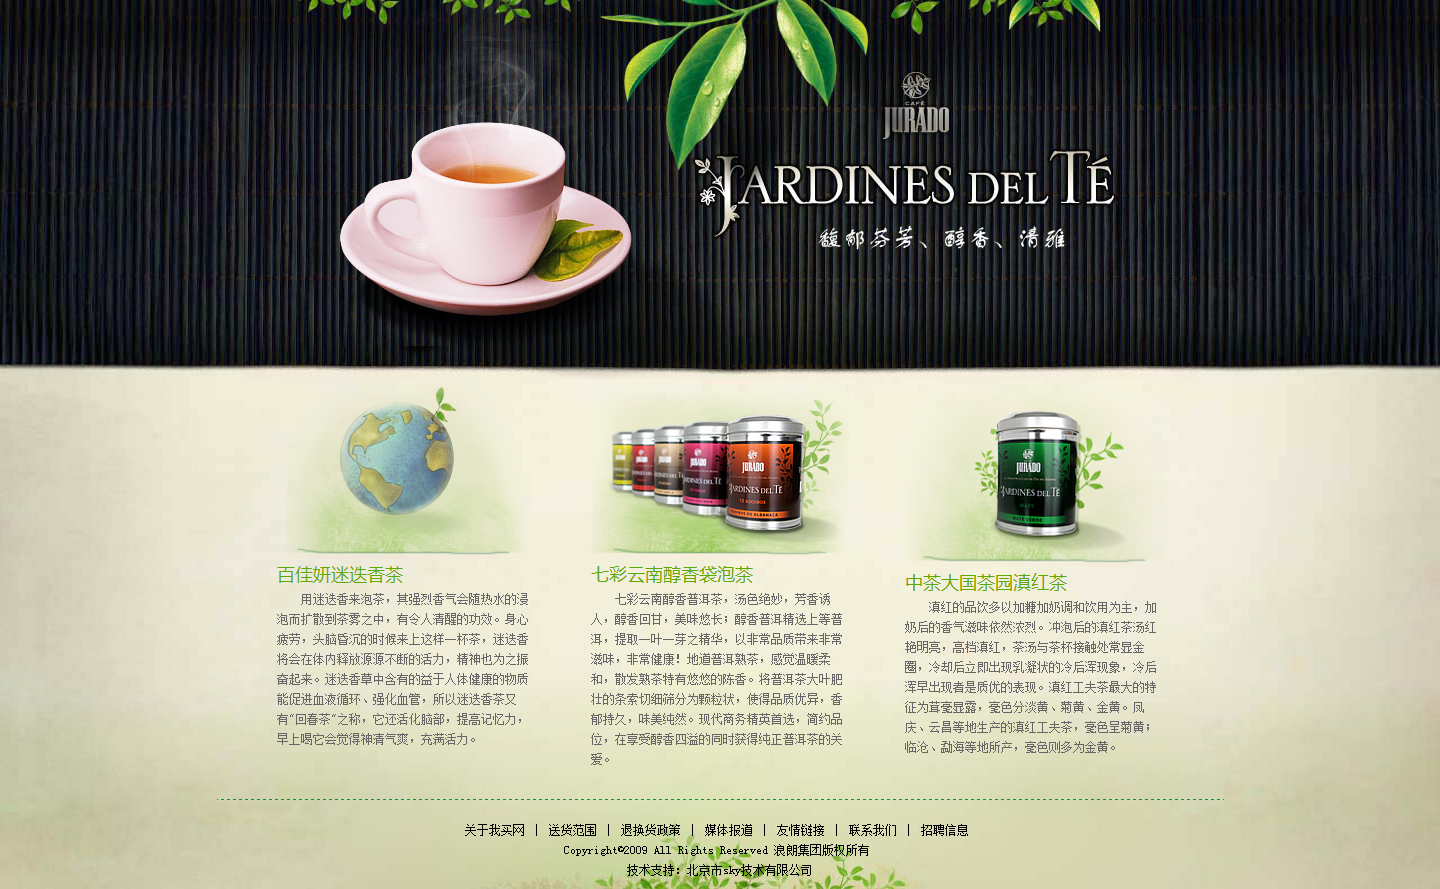 CAFÉ
JURADO
JARDINES DEL TÉ
馥郁芬芳、醇香、清雅
JURADO
JARDINES DEL TÉ
TÉ ROOIBOS
JURADO
JARDINES DEL TÉ
MATE VERDE
百佳妍迷迭香茶
用迷迭香来泡茶，其强烈香气会随热水的浸
泡而扩散到茶雾之中，有令人清醒的功效。身心
疲劳，头脑昏沉的时候来上这样一杯茶，迷迭香
将会在体内释放源源不断的活力，精神也为之振
奋起来。迷迭香草中含有的益于人体健康的物质
能促进血液循环、强化血管，所以迷迭香茶又
有"回春茶"之称，它还活化脑部，提高记忆力，
早上喝它会觉得神清气爽，充满活力。
七彩云南醇香袋泡茶
七彩云南醇香普洱茶，汤色绝妙，芳香诱
人，醇香回甘，美味悠长；醇香普洱精选上等普
洱，提取一叶一芽之精华，以非常品质带来非常
滋味，非常健康！地道普洱熟茶，感觉温暖柔
和，散发熟茶特有悠悠的陈香。将普洱茶大叶肥
壮的条索切细筛分为颗粒状，使得品质优异，香
郁持久，味美纯然。现代商务精英首选，简约品
位，在享受醇香四溢的同时获得纯正普洱茶的关
爱。
中茶大国茶园滇红茶
滇红的品饮多以加糖加奶调和饮用为主，加
奶后的香气滋味依然浓烈。冲泡后的滇红茶汤红
艳明亮，高档滇红，茶汤与茶杯接触处常显金
圈，冷却后立即出现乳凝状的冷后浑现象，冷后
浑早出现者是质优的表现。滇红工夫茶最大的特
征为茸毫显露，毫色分淡黄、菊黄、金黄。凤
庆、云昌等地生产的滇红工夫茶，毫色呈菊黄；
临沧、勐海等地所产，毫色则多为金黄。
关于我买网 | 送货范围 | 退换货政策 | 媒体报道 | 友情链接 | 联系我们 | 招聘信息
Copyright©2009 All Rights Reserved 浪朗集团版权所有
技术支持：北京市sky技术有限公司